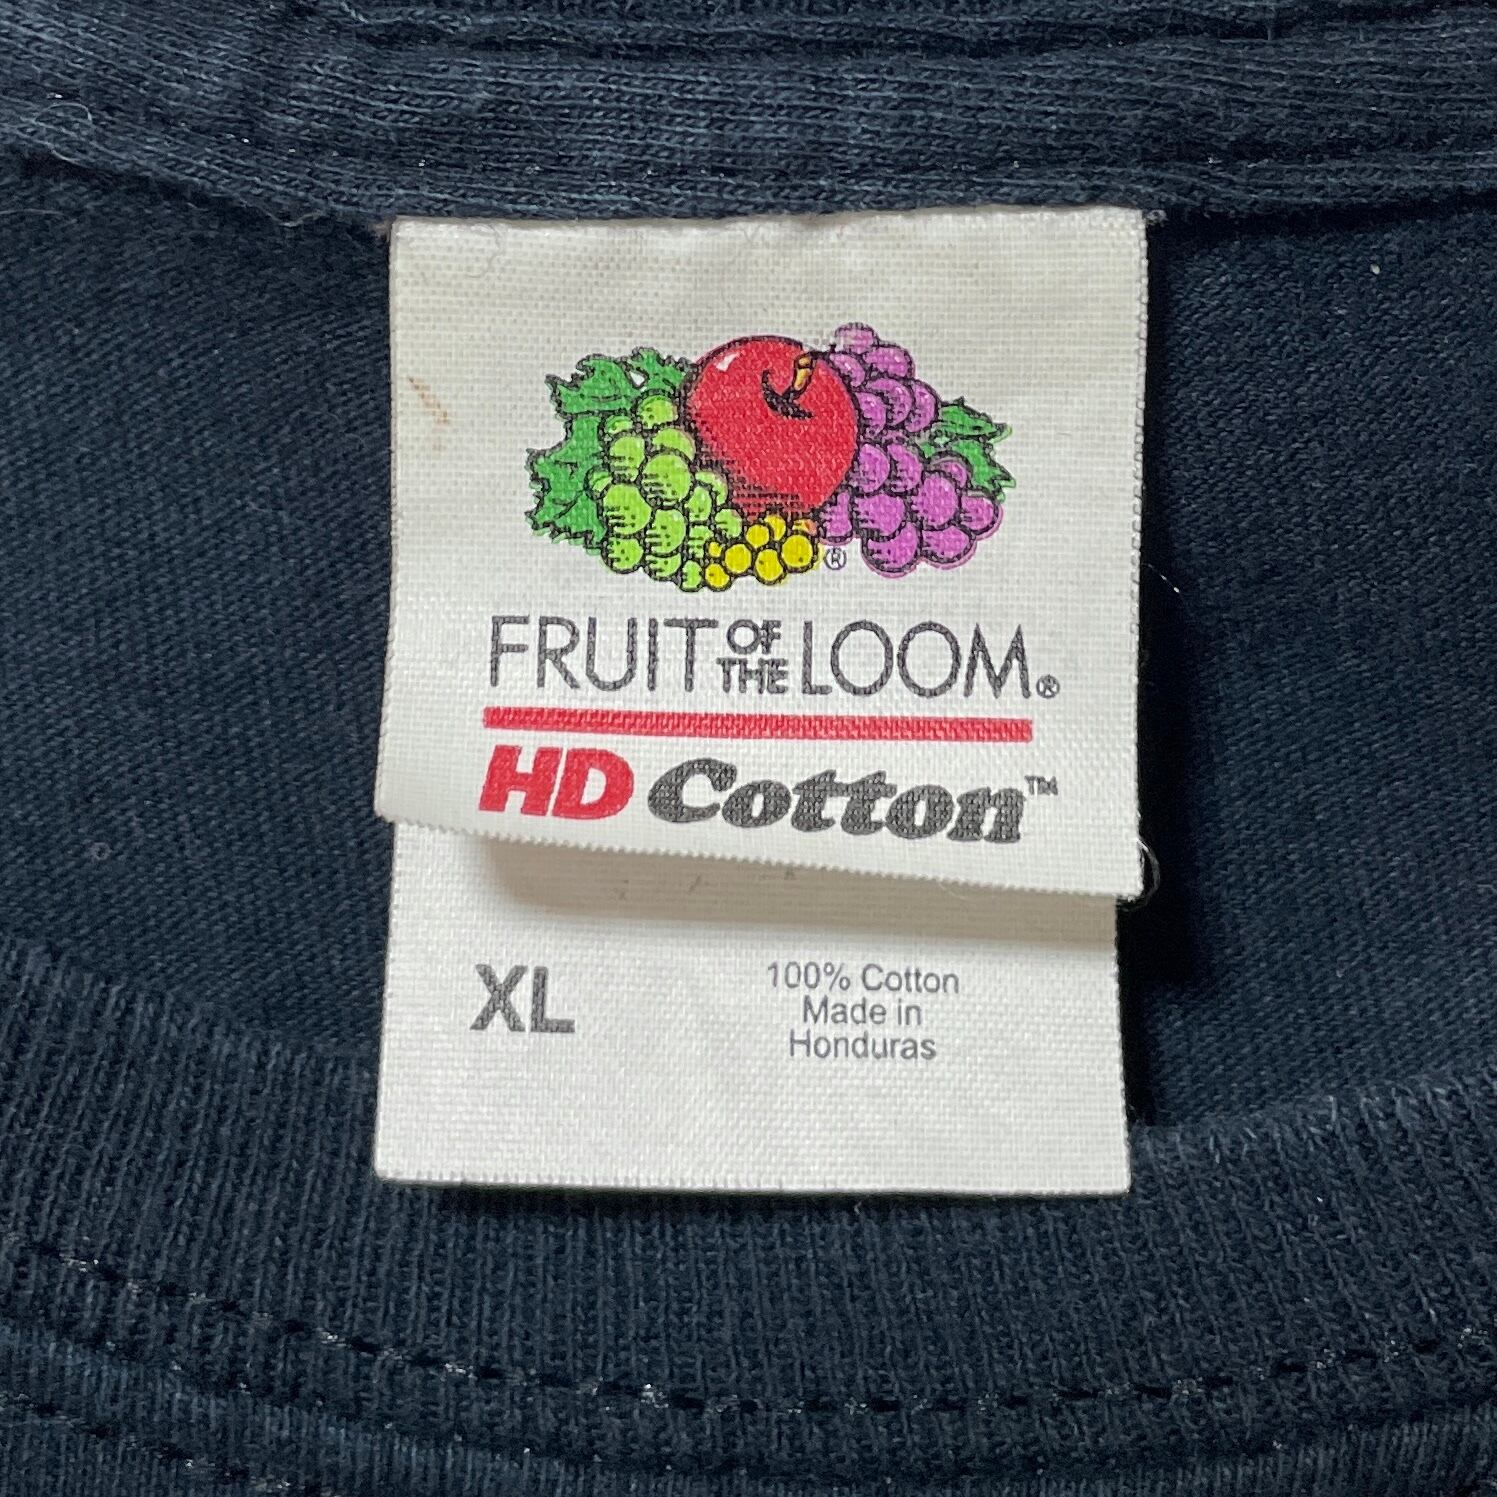 ®
FRUIT OF THE LOOM®
HD Cotton™
XL
100% Cotton
Made in
Honduras